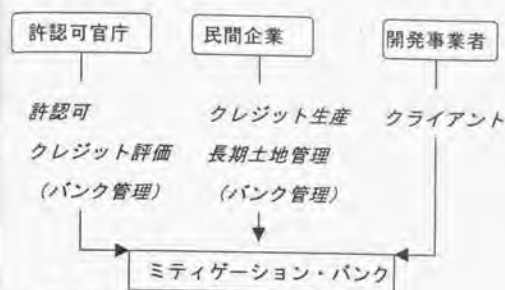 許認可官庁
民間企業
開発事業者
許認可
クレジット評価
(バンク管理)
クレジット生産
長期土地管理
(バンク管理)
クライアント
ミティゲーション・バンク